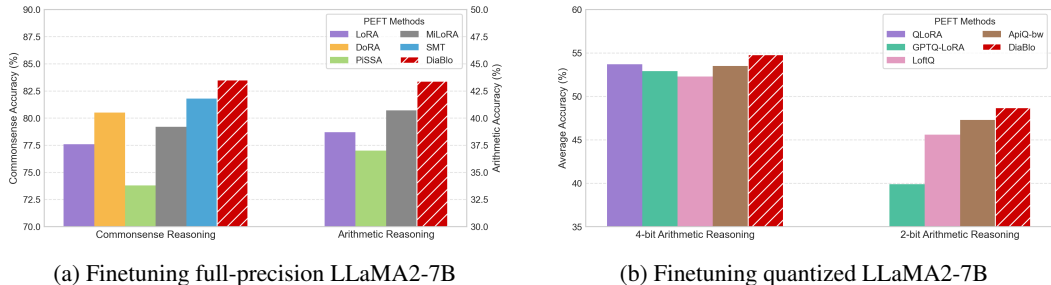 90.0
87.5
85.0
82.5
80.0
77.5
75.0
72.5
70.0
Commonsense Accuracy (%)
PEFT Methods
LoRA
DoRA
PiSSA
MiLoRA
SMT
DiaBlo
50.0
47.5
45.0
42.5
40.0
37.5
35.0
32.5
30.0
Arithmetic Accuracy (%)
Commonsense Reasoning
Arithmetic Reasoning
(a) Finetuning full-precision LLaMA2-7B
60
55
50
45
40
35
Average Accuracy (%)
PEFT Methods
QLoRA
GPTQ-LoRA
LoftQ
ApiQ-bw
DiaBlo
4-bit Arithmetic Reasoning
2-bit Arithmetic Reasoning
(b) Finetuning quantized LLaMA2-7B